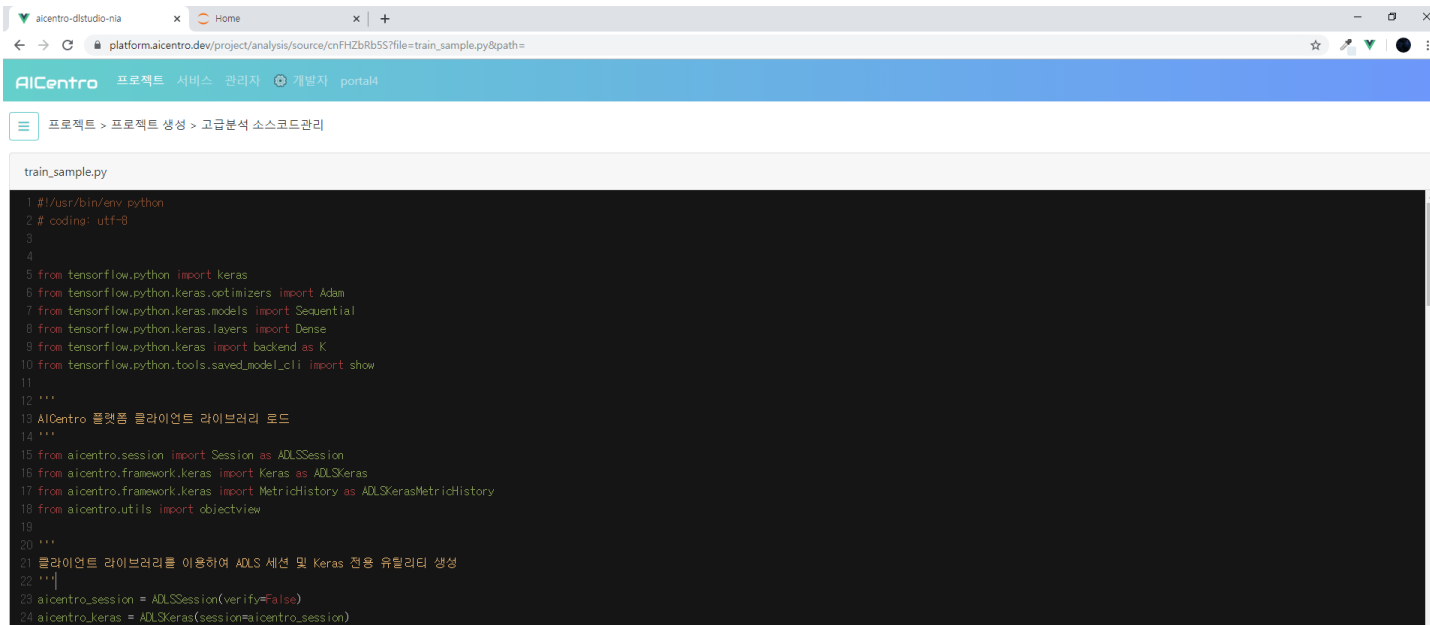 aicentro-dlstudio-nia
Home
platform.aicentro.dev/project/analysis/source/cnFHZbRb5S?file=train_sample.py&path=
AICentro 프로젝트 서비스 관리자 개발자 portal4
프로젝트 > 프로젝트 생성 > 고급분석 소스코드관리
train_sample.py
1 #!/usr/bin/env python
2 # coding: utf-8
3
4
5 from tensorflow.python import keras
6 from tensorflow.python.keras.optimizers import Adam
7 from tensorflow.python.keras.models import Sequential
8 from tensorflow.python.keras.layers import Dense
9 from tensorflow.python.keras import backend as K
10 from tensorflow.python.tools.saved_model_cli import show
11
12 '''
13 AICentro 플랫폼 클라이언트 라이브러리 로드
14 '''
15 from aicentro.session import Session as ADLSSession
16 from aicentro.framework.keras import Keras as ADLSKeras
17 from aicentro.framework.keras import MetricHistory as ADLSKerasMetricHistory
18 from aicentro.utils import objectview
19
20 '''
21 클라이언트 라이브러리를 이용하여 ADLS 세션 및 Keras 전용 유틸리티 생성
22 '''
23 aicentro_session = ADLSSession(verify=False)
24 aicentro_keras = ADLSKeras(session=aicentro_session)